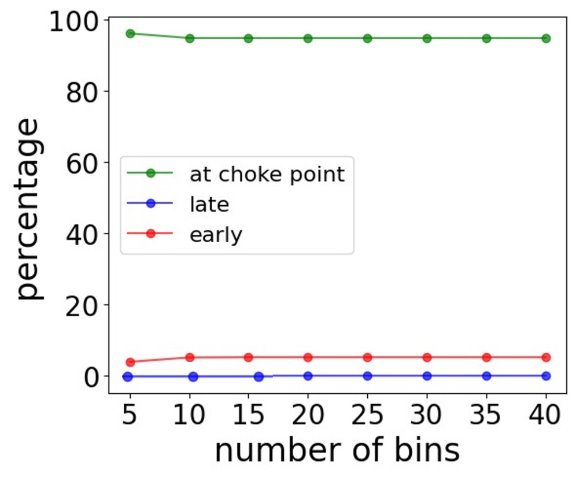 percentage
100
80
60
40
20
0
at choke point
late
early
5 10 15 20 25 30 35 40
number of bins